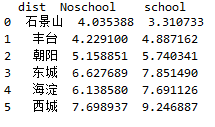 dist Noschool school
0 石景山 4.035388 3.310733
1 丰台 4.229100 4.887162
2 朝阳 5.158851 5.740341
3 东城 6.627689 7.851490
4 海淀 6.138580 7.691126
5 西城 7.698937 9.246887